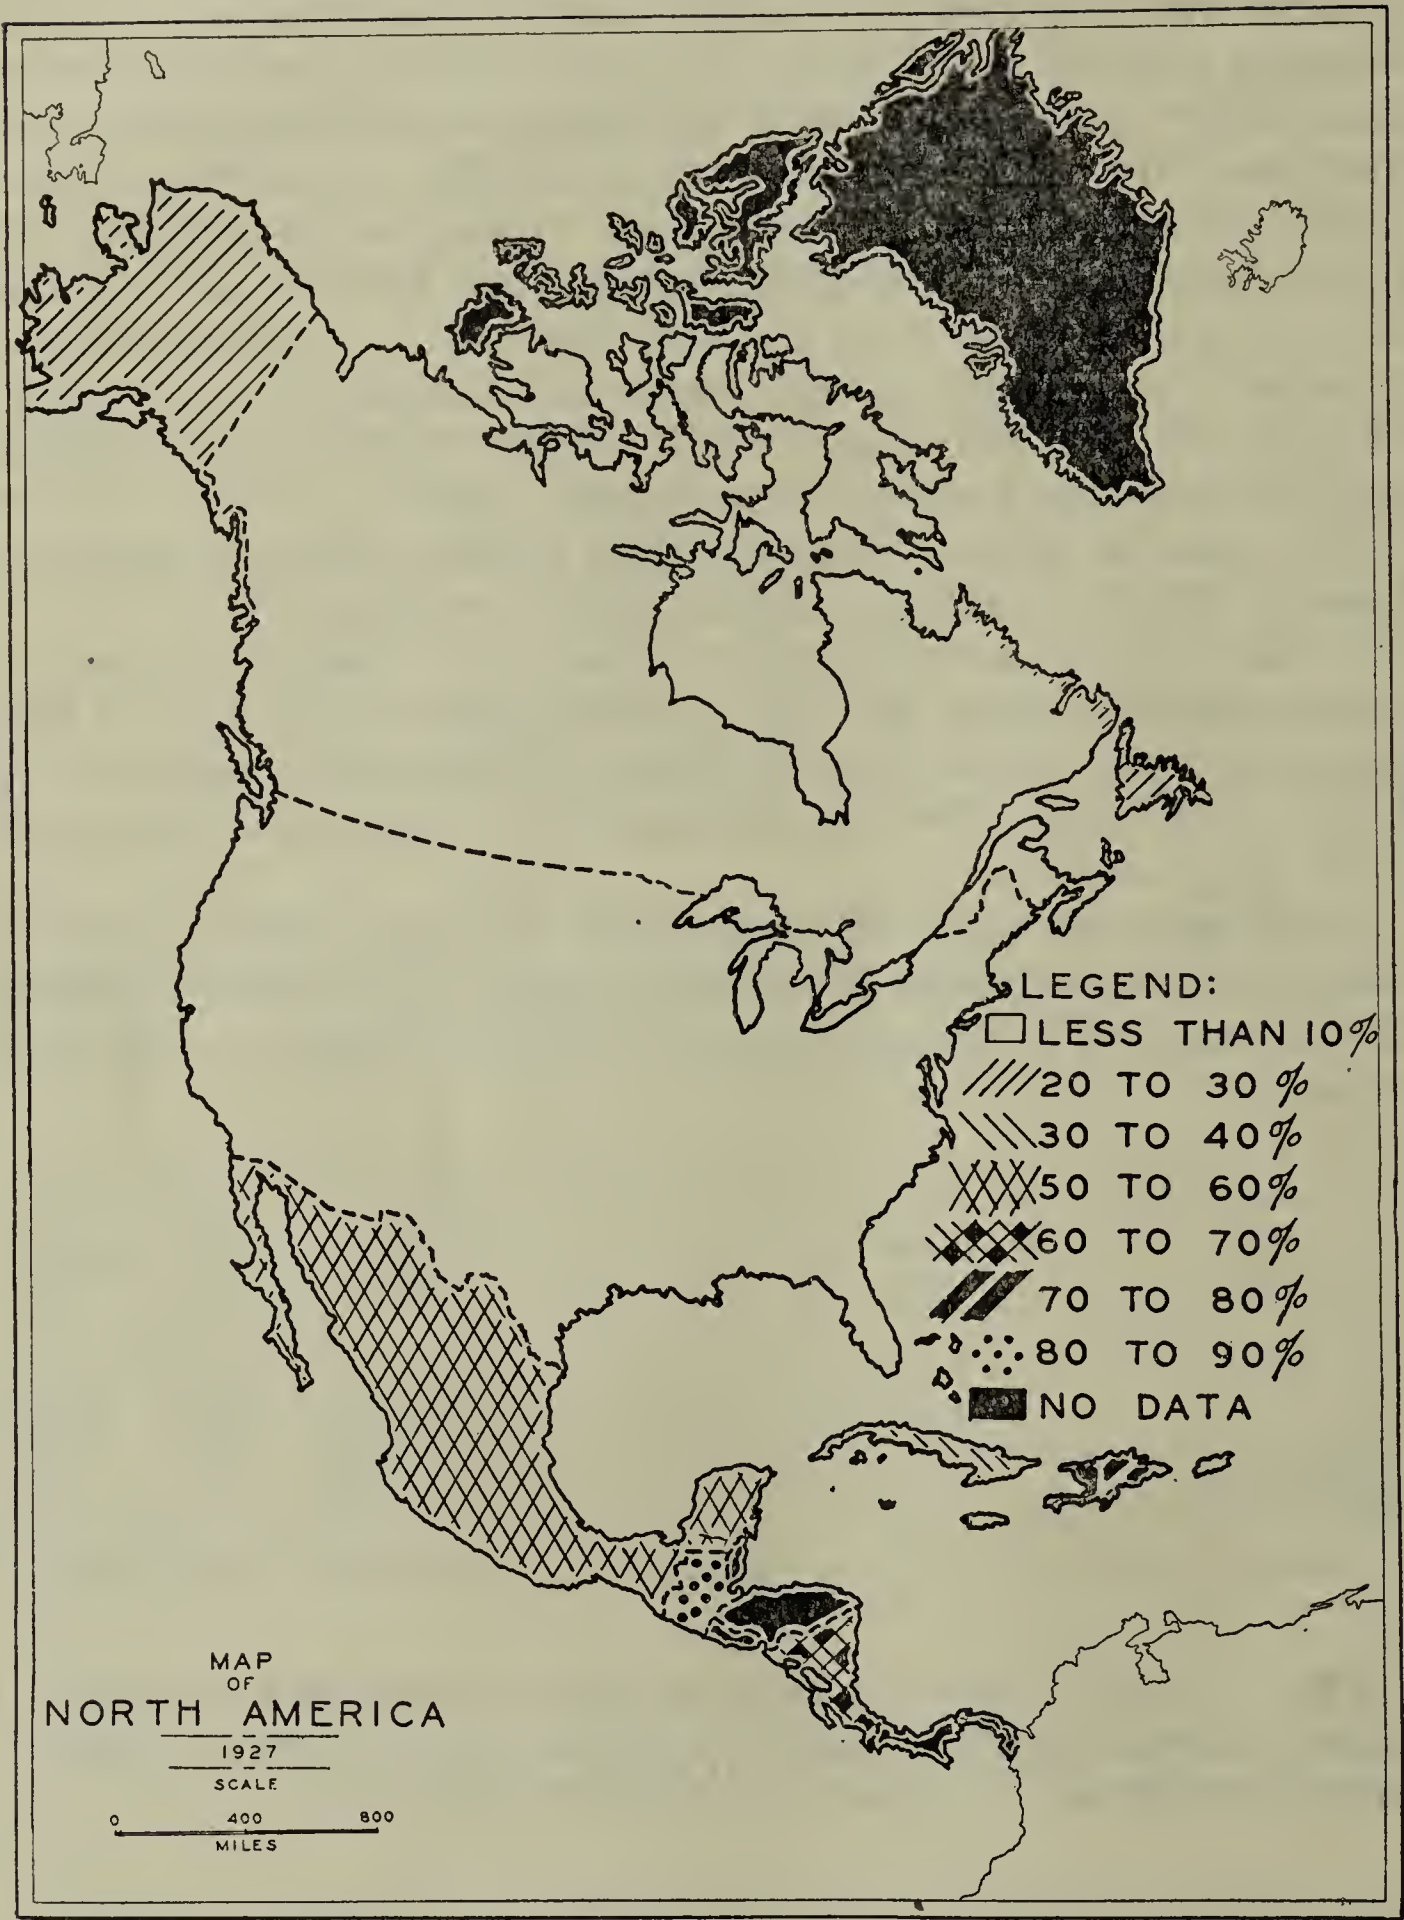 LEGEND:
LESS THAN 10%
20 TO 30%
30 TO 40%
50 TO 60%
60 TO 70%
70 TO 80%
80 TO 90%
NO DATA
MAP
OF
NORTH AMERICA
1927
SCALE
0 400 800
MILES